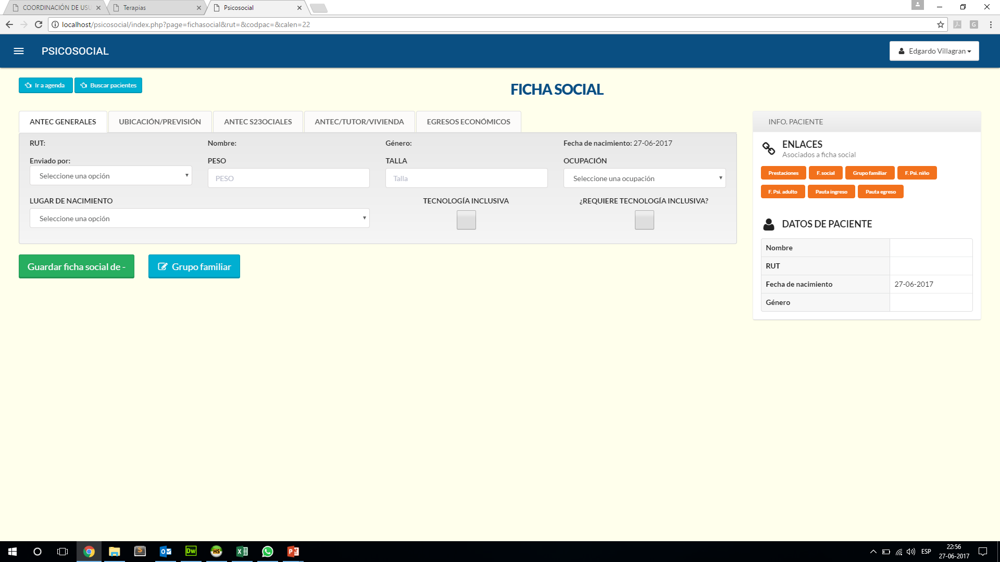 COORDINACIÓN DE USU
Terapias
Psicosocial
localhost/psicosocial/index.php?page=fichasocial&rut=&codpac=&calen=22
G
PSICOSOCIAL
Edgardo Villagran
Ir a agenda
Buscar pacientes
FICHA SOCIAL
ANTEC GENERALES
UBICACIÓN/PREVISIÓN
ANTEC S23OCIALES
ANTEC/TUTOR/VIVIENDA
EGRESOS ECONÓMICOS
RUT:
Nombre:
Género:
Fecha de nacimiento: 27-06-2017
Enviado por:
PESO
TALLA
OCUPACIÓN
Seleccione una opción
PESO
Talla
Seleccione una ocupación
LUGAR DE NACIMIENTO
TECNOLOGÍA INCLUSIVA
¿REQUIERE TECNOLOGÍA INCLUSIVA?
Seleccione una opción
Guardar ficha social de -
Grupo familiar
INFO. PACIENTE
ENLACES
Asociados a ficha social
Prestaciones
F. social
Grupo familiar
F. Psi. niño
F. Psi. adulto
Pauta ingreso
Pauta egreso
DATOS DE PACIENTE
Nombre
RUT
Fecha de nacimiento
27-06-2017
Género
S
Dw
HS
ESP
22:56
27-06-2017